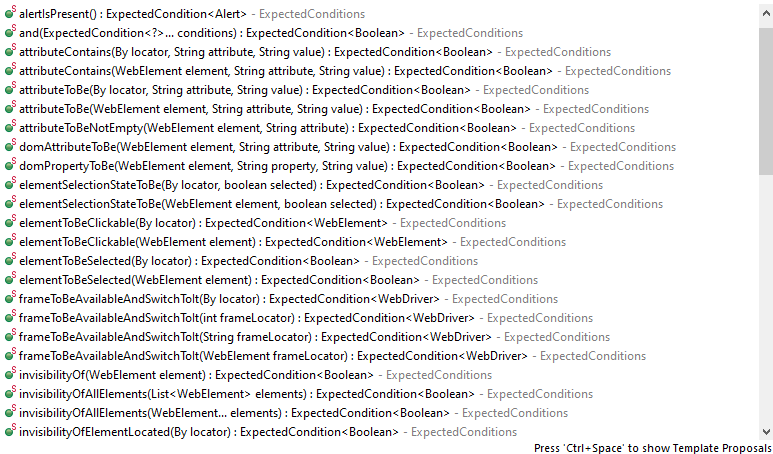 alertIsPresent() : ExpectedCondition<Alert> - ExpectedConditions
and(ExpectedCondition<?>... conditions) : ExpectedCondition<Boolean> - ExpectedConditions
attributeContains(By locator, String attribute, String value) : ExpectedCondition<Boolean> - ExpectedConditions
attributeContains(WebElement element, String attribute, String value) : ExpectedCondition<Boolean> - ExpectedConditions
attributeToBe(By locator, String attribute, String value) : ExpectedCondition<Boolean> - ExpectedConditions
attributeToBe(WebElement element, String attribute, String value) : ExpectedCondition<Boolean> - ExpectedConditions
attributeToBeNotEmpty(WebElement element, String attribute) : ExpectedCondition<Boolean> - ExpectedConditions
domAttributeToBe(WebElement element, String attribute, String value) : ExpectedCondition<Boolean> - ExpectedConditions
domPropertyToBe(WebElement element, String property, String value) : ExpectedCondition<Boolean> - ExpectedConditions
elementSelectionStateToBe(By locator, boolean selected) : ExpectedCondition<Boolean> - ExpectedConditions
elementSelectionStateToBe(WebElement element, boolean selected) : ExpectedCondition<Boolean> - ExpectedConditions
elementToBeClickable(By locator) : ExpectedCondition<WebElement> - ExpectedConditions
elementToBeClickable(WebElement element) : ExpectedCondition<WebElement> - ExpectedConditions
elementToBeSelected(By locator) : ExpectedCondition<Boolean> - ExpectedConditions
elementToBeSelected(WebElement element) : ExpectedCondition<Boolean> - ExpectedConditions
frameToBeAvailableAndSwitchToIt(By locator) : ExpectedCondition<WebDriver> - ExpectedConditions
frameToBeAvailableAndSwitchToIt(int frameLocator) : ExpectedCondition<WebDriver> - ExpectedConditions
frameToBeAvailableAndSwitchToIt(String frameLocator) : ExpectedCondition<WebDriver> - ExpectedConditions
frameToBeAvailableAndSwitchToIt(WebElement frameLocator) : ExpectedCondition<WebDriver> - ExpectedConditions
invisibilityOf(WebElement element) : ExpectedCondition<Boolean> - ExpectedConditions
invisibilityOfAllElements(List<WebElement> elements) : ExpectedCondition<Boolean> - ExpectedConditions
invisibilityOfAllElements(WebElement... elements) : ExpectedCondition<Boolean> - ExpectedConditions
invisibilityOfElementLocated(By locator) : ExpectedCondition<Boolean> - ExpectedConditions
Press 'Ctrl+Space' to show Template Proposals